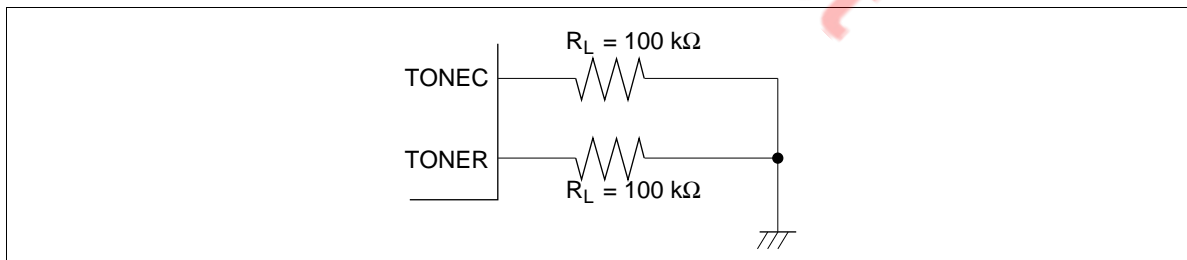 R_L = 100 kΩ
TONEC
TONER
R_L = 100 kΩ